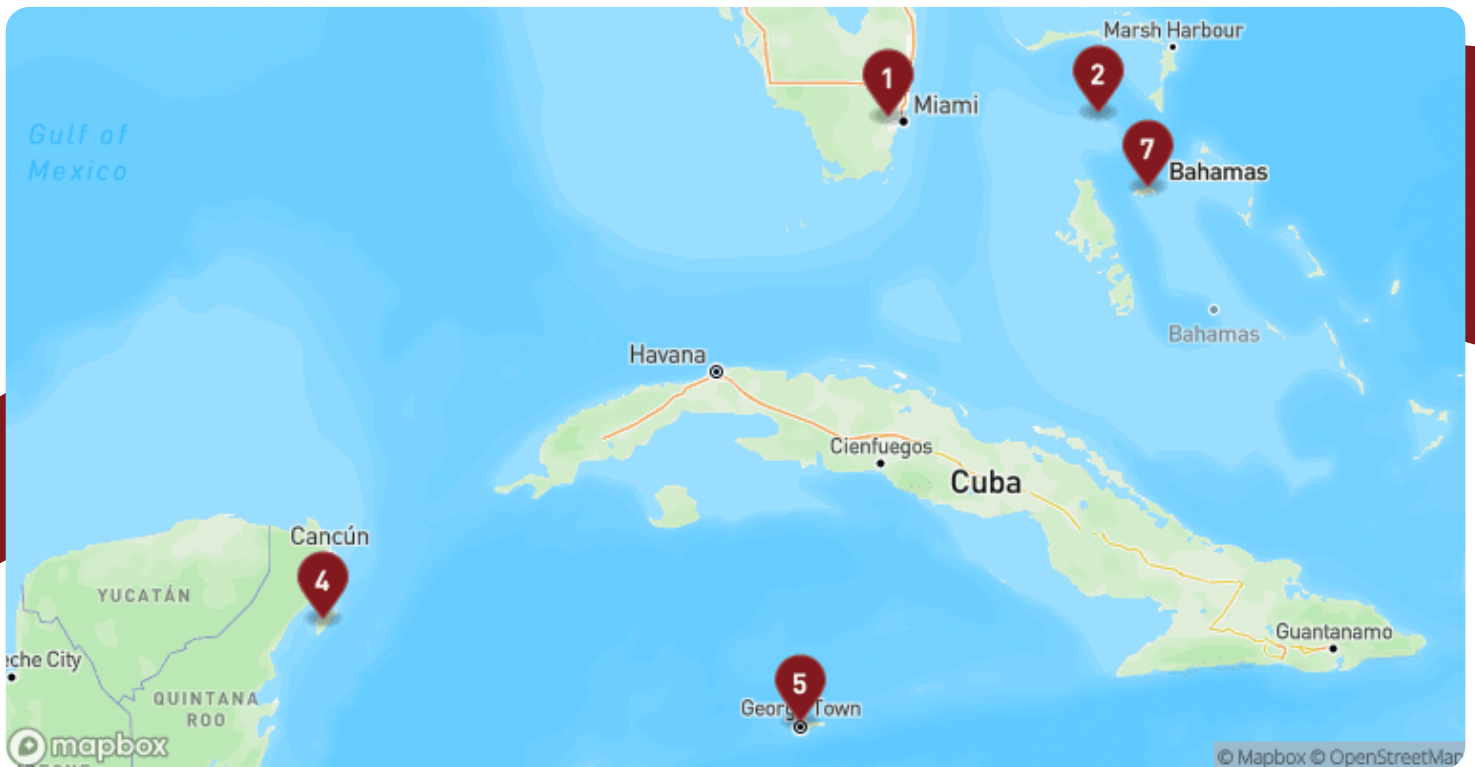 Marsh Harbour
2
1
Miami
Gulf of
Mexico
7
Bahamas
Bahamas
Havana
Cienfuegos
Cuba
Cancún
4
YUCATÁN
Guantanamo
eche City
5
QUINTANA
ROO
George Town
mapbox
© Mapbox © OpenStreetMap